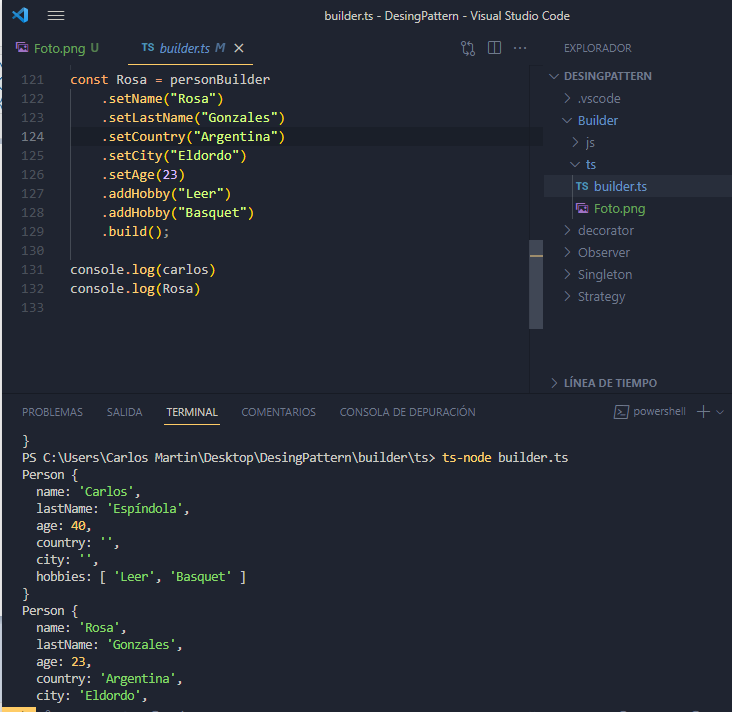 builder.ts - DesingPattern - Visual Studio Code
Foto.png U
TS builder.ts M
EXPLORADOR
DESINGPATTERN
.vscode
Builder
js
ts
TS builder.ts
Foto.png
decorator
Observer
Singleton
Strategy
LÍNEA DE TIEMPO
121 const Rosa = personBuilder
122 .setName("Rosa")
123 .setLastName("Gonzales")
124 .setCountry("Argentina")
125 .setCity("Eldordo")
126 .setAge(23)
127 .addHobby("Leer")
128 .addHobby("Basquet")
129 .build();
130
131 console.log(carlos)
132 console.log(Rosa)
133
PROBLEMAS SALIDA TERMINAL COMENTARIOS CONSOLA DE DEPURACIÓN powershell
}
PS C:\Users\Carlos Martin\Desktop\DesingPattern\builder\ts> ts-node builder.ts
Person {
name: 'Carlos',
lastName: 'Espíndola',
age: 40,
country: '',
city: '',
hobbies: [ 'Leer', 'Basquet' ]
}
Person {
name: 'Rosa',
lastName: 'Gonzales',
age: 23,
country: 'Argentina',
city: 'Eldordo',